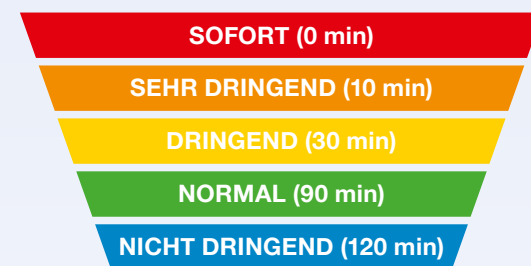 SOFORT (0 min)
SEHR DRINGEND (10 min)
DRINGEND (30 min)
NORMAL (90 min)
NICHT DRINGEND (120 min)